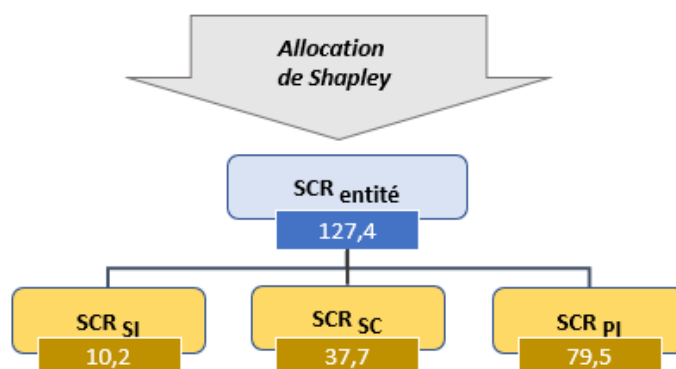 Allocation
de Shapley
SCR entité
127,4
SCR SI
10,2
SCR SC
37,7
SCR PI
79,5